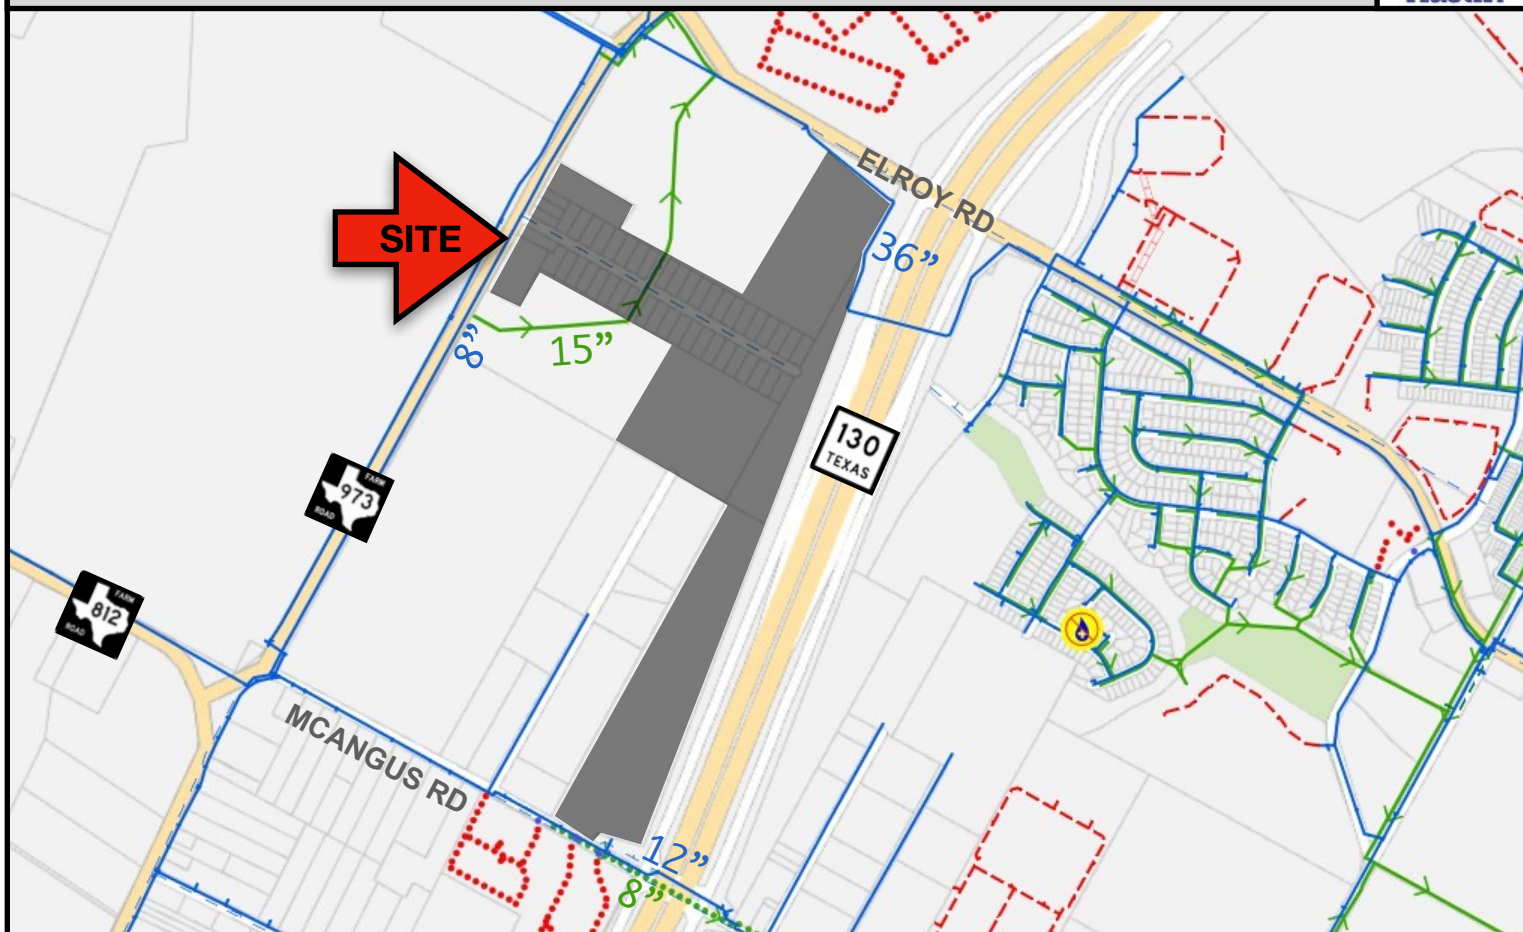 ELROY RD
SITE
36”
8”
15”
130
TEXAS
FARM
973
ROAD
FARM
812
ROAD
MCANGUS RD
12”
8”